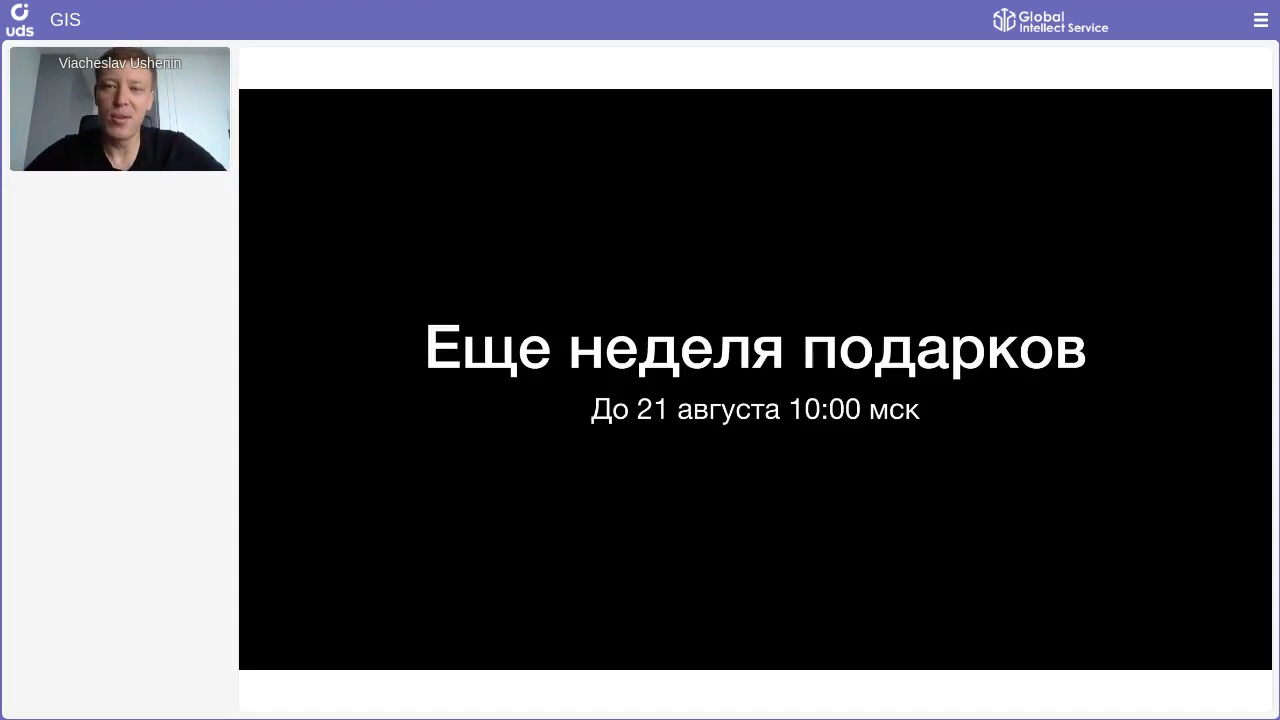 uds
GIS
Global
Intellect Service
Viacheslav Ushenin
Еще неделя подарков
До 21 августа 10:00 мск